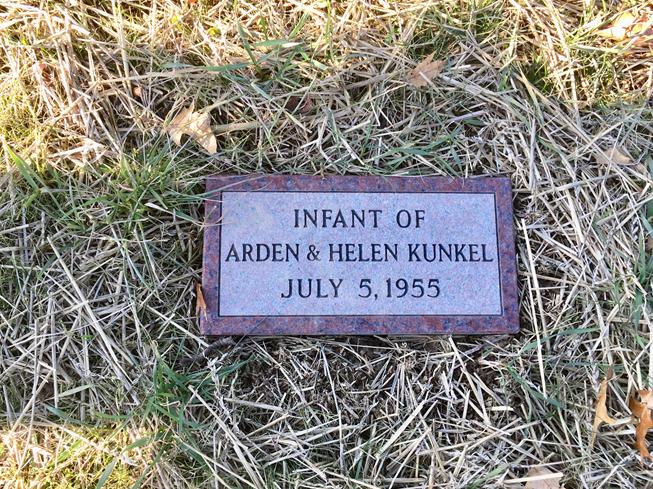 INFANT OF
ARDEN & HELEN KUNKEL
JULY 5, 1955